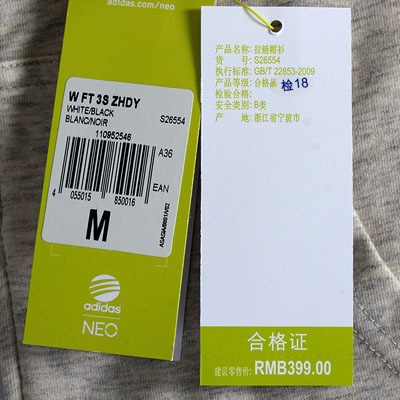 adidas.com/neo
W FT 3S ZHDY
WHITE/BLACK
BLANC/NOIR
S26554
110952546
A36
EAN
4 055015 850016
M
adidas
NEO
产品名称: 拉链帽衫
货 号: S26554
执行标准: GB/T 22853-2009
产品等级: 合格品
检验合格: 检18
安全类别: B类
产 地: 浙江省宁波市
合格证
建议零售价: RMB399.00